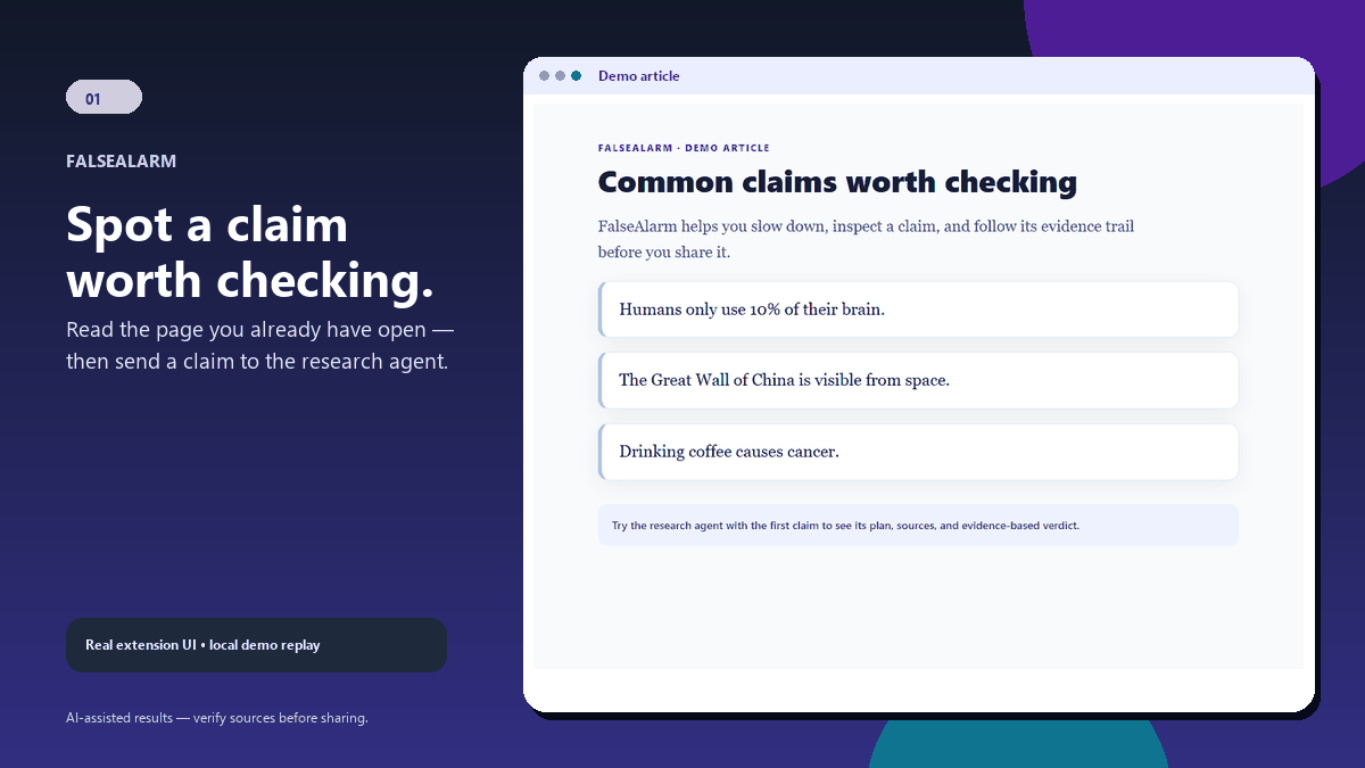 01
FALSEALARM
Spot a claim
worth checking.
Read the page you already have open —
then send a claim to the research agent.
Real extension UI • local demo replay
AI-assisted results — verify sources before sharing.
Demo article
FALSEALARM · DEMO ARTICLE
Common claims worth checking
FalseAlarm helps you slow down, inspect a claim, and follow its evidence trail
before you share it.
Humans only use 10% of their brain.
The Great Wall of China is visible from space.
Drinking coffee causes cancer.
Try the research agent with the first claim to see its plan, sources, and evidence-based verdict.